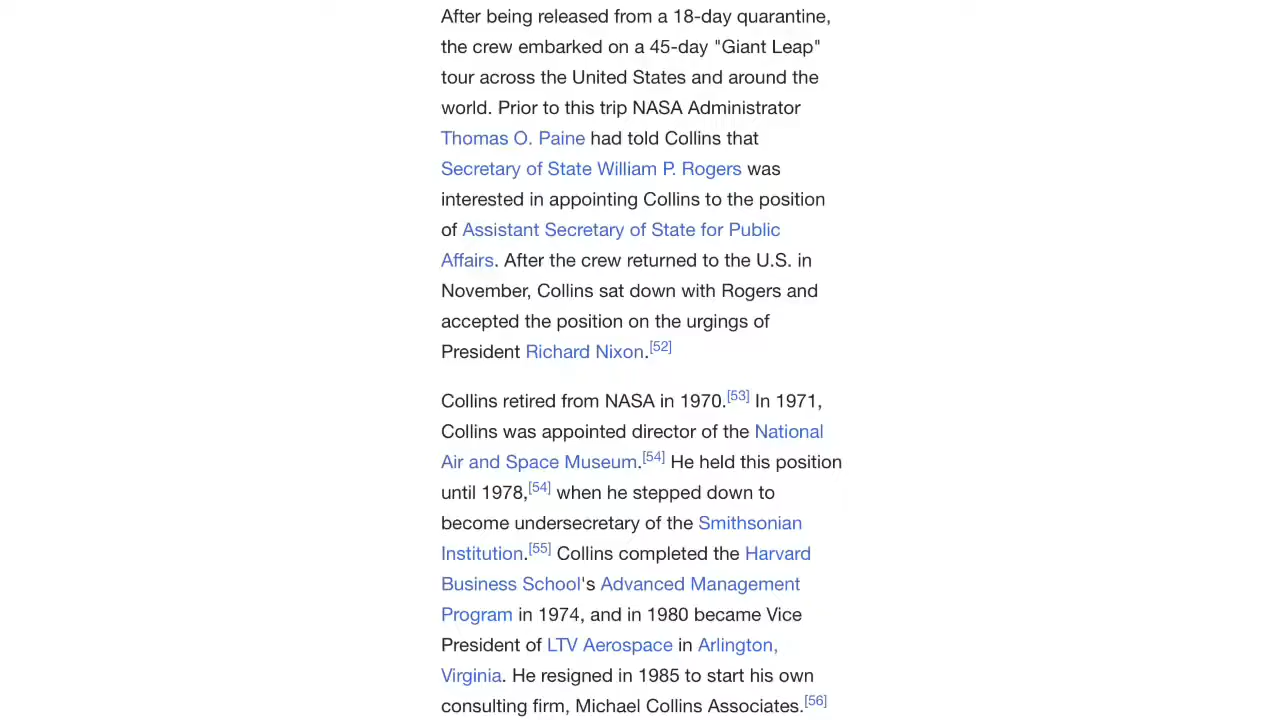 After being released from a 18-day quarantine,
the crew embarked on a 45-day "Giant Leap"
tour across the United States and around the
world. Prior to this trip NASA Administrator
Thomas O. Paine had told Collins that
Secretary of State William P. Rogers was
interested in appointing Collins to the position
of Assistant Secretary of State for Public
Affairs. After the crew returned to the U.S. in
November, Collins sat down with Rogers and
accepted the position on the urgings of
President Richard Nixon.[52]
Collins retired from NASA in 1970.[53] In 1971,
Collins was appointed director of the National
Air and Space Museum.[54] He held this position
until 1978,[54] when he stepped down to
become undersecretary of the Smithsonian
Institution.[55] Collins completed the Harvard
Business School's Advanced Management
Program in 1974, and in 1980 became Vice
President of LTV Aerospace in Arlington,
Virginia. He resigned in 1985 to start his own
consulting firm, Michael Collins Associates.[56]